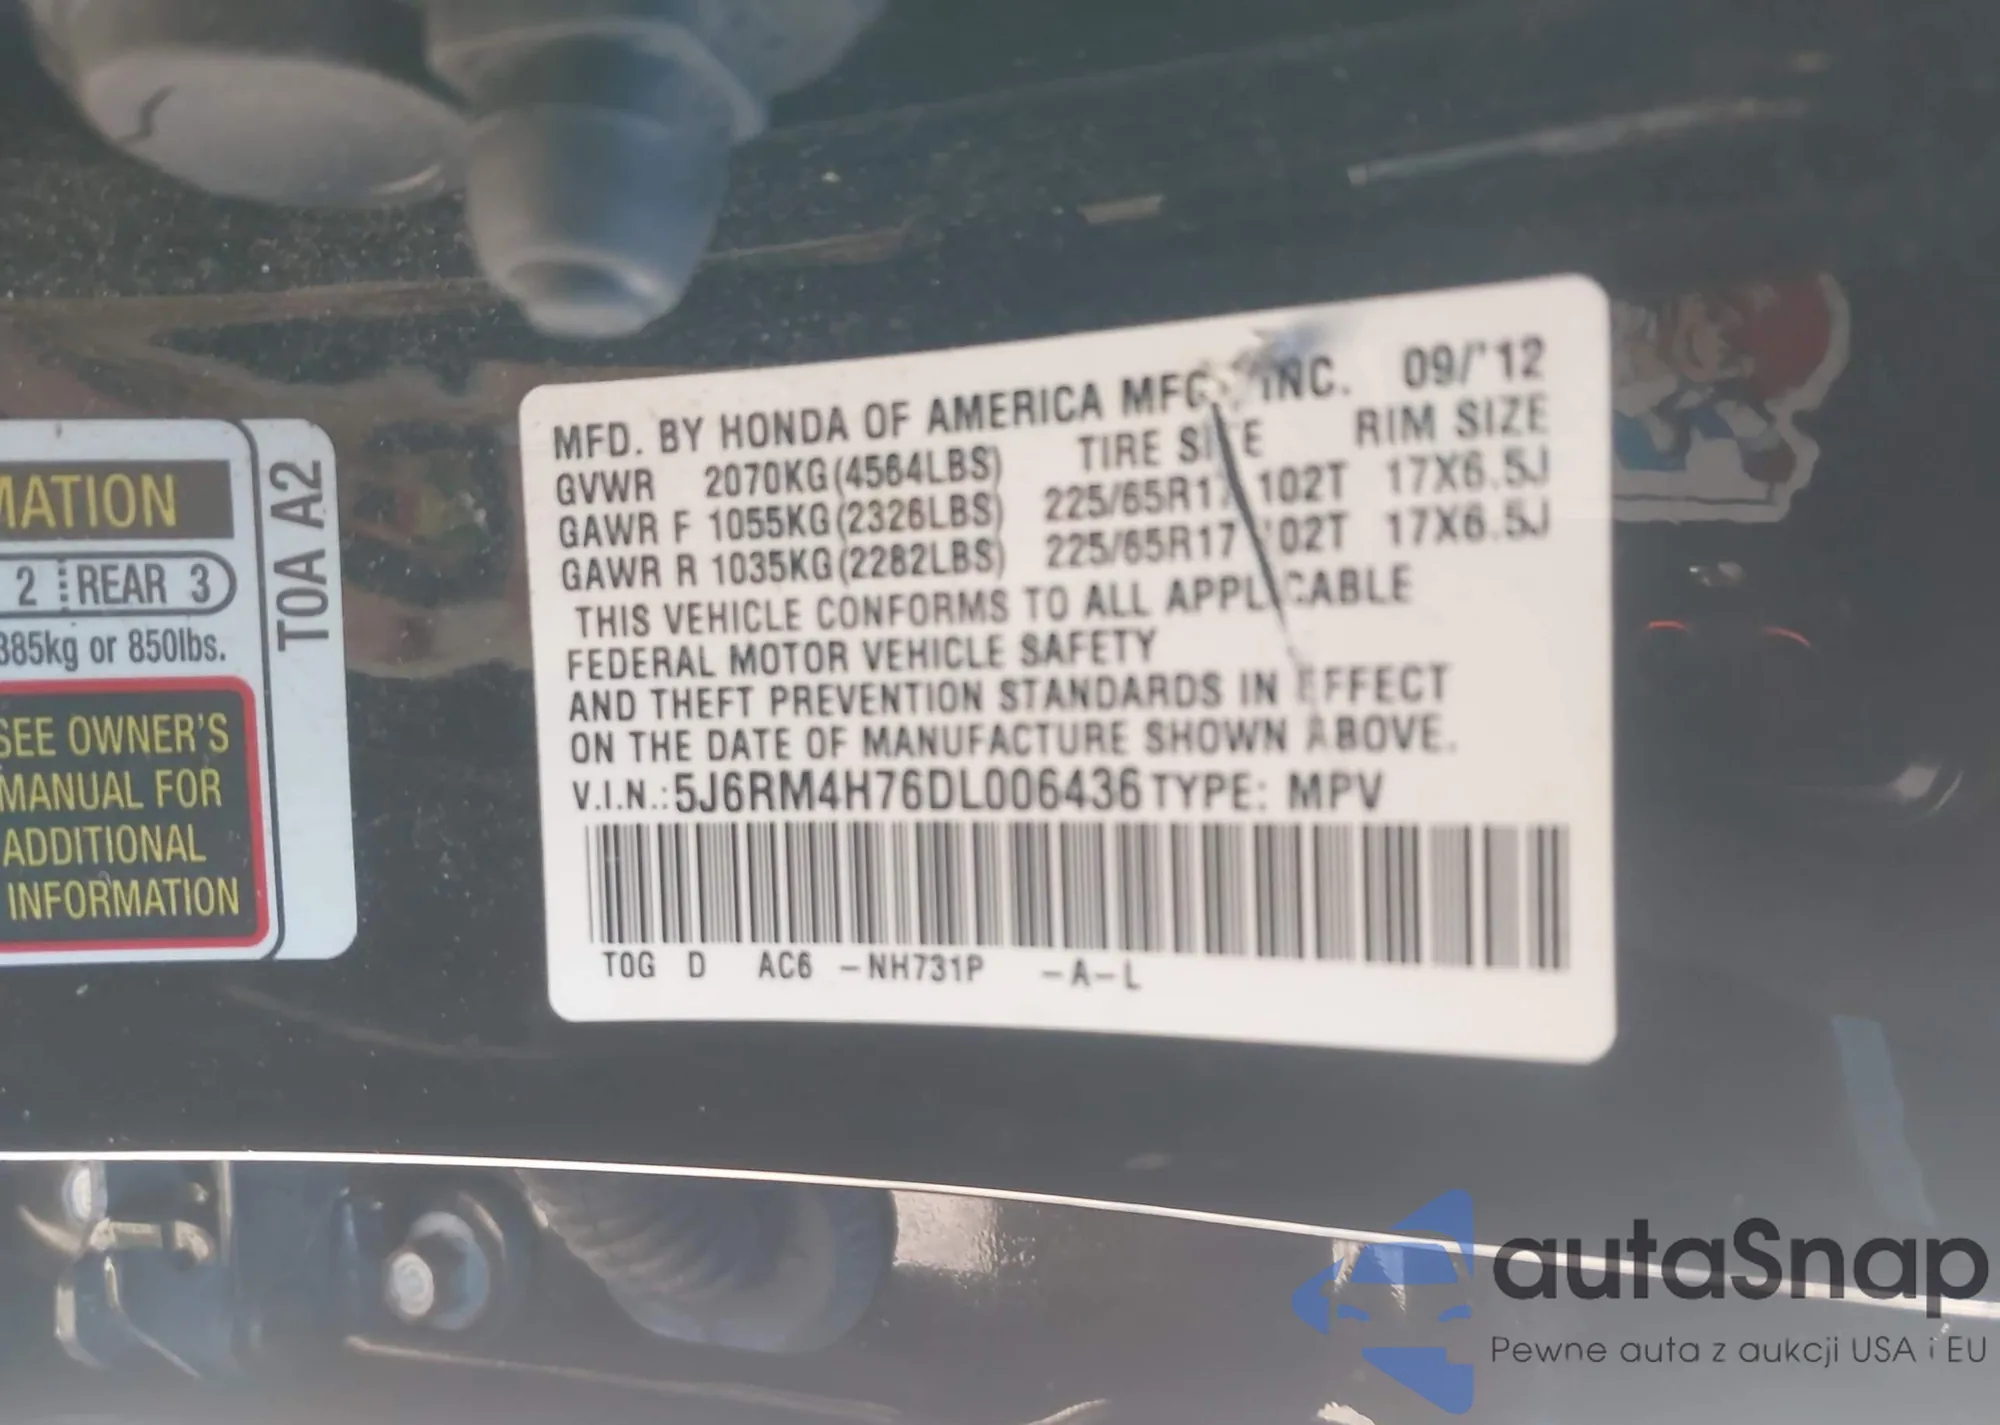 MATION
2 REAR 3
385kg or 850lbs.
SEE OWNER'S
MANUAL FOR
ADDITIONAL
INFORMATION
T0A A2
MFD. BY HONDA OF AMERICA MFG., INC. 09/'12
GVWR 2070KG(4564LBS) TIRE SIZE RIM SIZE
GAWR F 1055KG(2326LBS) 225/65R17 102T 17X6.5J
GAWR R 1035KG(2282LBS) 225/65R17 102T 17X6.5J
THIS VEHICLE CONFORMS TO ALL APPLICABLE
FEDERAL MOTOR VEHICLE SAFETY
AND THEFT PREVENTION STANDARDS IN EFFECT
ON THE DATE OF MANUFACTURE SHOWN ABOVE.
V.I.N.: 5J6RM4H76DL006436 TYPE: MPV
T0G D AC6 -NH731P -A-L
autaSnap
Pewne auta z aukcji USA i EU